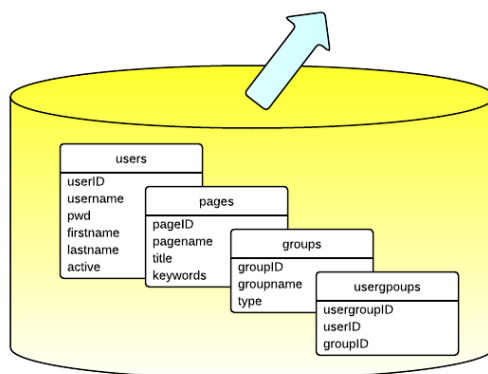 users
userID
username
pwd
firstname
lastname
active
pages
pageID
pagename
title
keywords
groups
groupID
groupname
type
usergpoups
usergroupID
userID
groupID